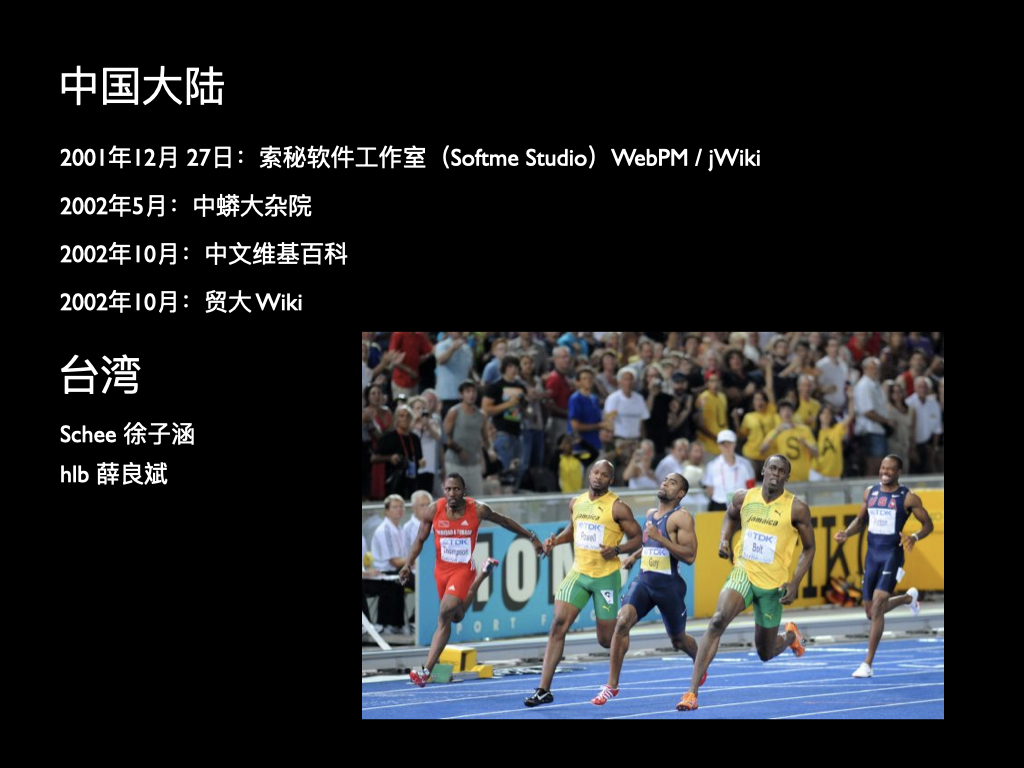 中国大陆
2001年12月 27日：索秘软件工作室（Softme Studio）WebPM / jWiki
2002年5月：中蟒大杂院
2002年10月：中文维基百科
2002年10月：贸大 Wiki
台湾
Schee 徐子涵
hlb 薛良斌
USA
TDK
Thompson
jamaica
TDK
Powell
TDK
Gay
jamaica
TDK
Bolt
TDK
Patton